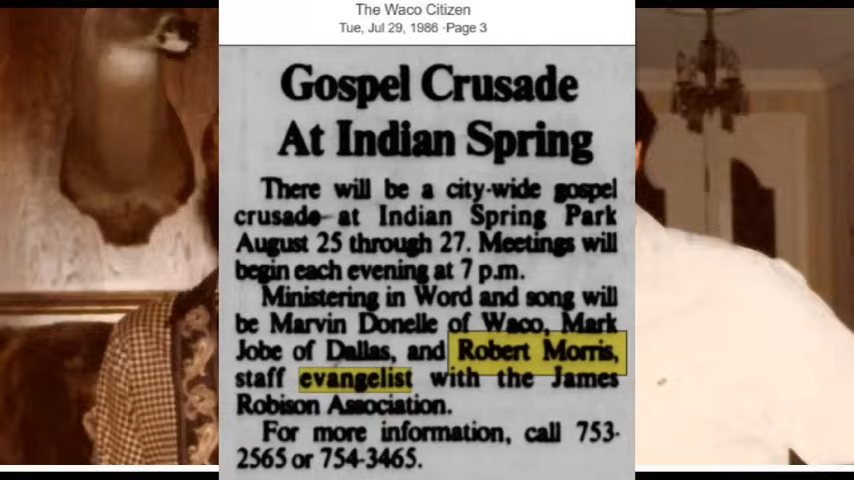 The Waco Citizen
Tue, Jul 29, 1986 ·Page 3
Gospel Crusade
At Indian Spring
There will be a city-wide gospel
crusade at Indian Spring Park
August 25 through 27. Meetings will
begin each evening at 7 p.m.
Ministering in Word and song will
be Marvin Donelle of Waco, Mark
Jobe of Dallas, and Robert Morris,
staff evangelist with the James
Robison Association.
For more information, call 753-
2565 or 754-3465.